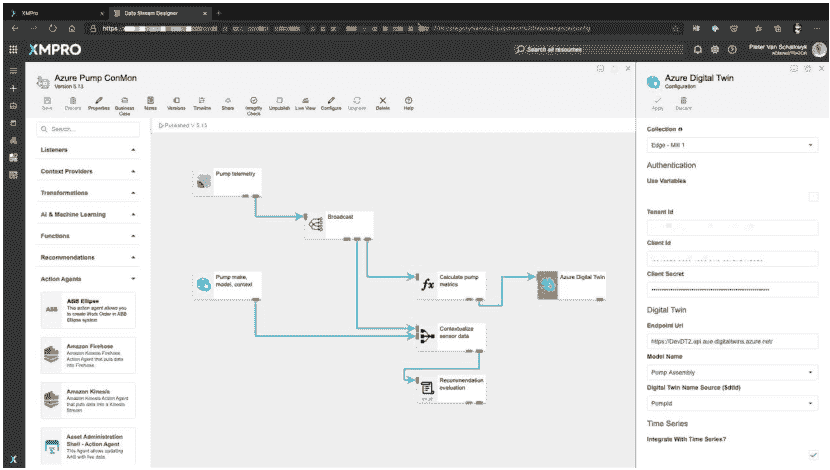 XMPro
Data Stream Designer
XMPRO
Search all resources
Pieter Van Schalkwyk
Azure Pump ConMon
Version 5.13
Save
Discard
Properties
Business
Case
Notes
Versions
Timeline
Share
Integrity
Check
Unpublish
Live View
Configure
Upgrade
Delete
Help
Search...
Published V 5.13
Listeners
Context Providers
Transformations
AI & Machine Learning
Functions
Recommendations
Action Agents
ABB
ABB Ellipse
This action agent allows you
to create Work Order in ABB
Ellipse system
Amazon Firehose
Amazon Kinesis Firehose
Action Agent that puts data
into Firehose
Amazon Kinesis
Amazon Kinesis Action Agent
that puts data into a Kinesis
Stream
Asset Administration
Shell - Action Agent
This Agent allows updating
AAS with live data
Pump telemetry
Broadcast
Pump make,
model, context
fx
Calculate pump
metrics
Azure Digital Twin
Contextualize
sensor data
Recommendation
evaluation
Azure Digital Twin
Configuration
Apply
Discard
Collection
Edge - MR 1
Authentication
Use Variables
Tenant Id
Client Id
Client Secret
Digital Twin
Endpoint Url
https://DevDT2.api.aue.digitaltwins.azure.net/
Model Name
Pump Assembly
Digital Twin Name Source ($dtId)
PumpId
Time Series
Integrate With Time Series?